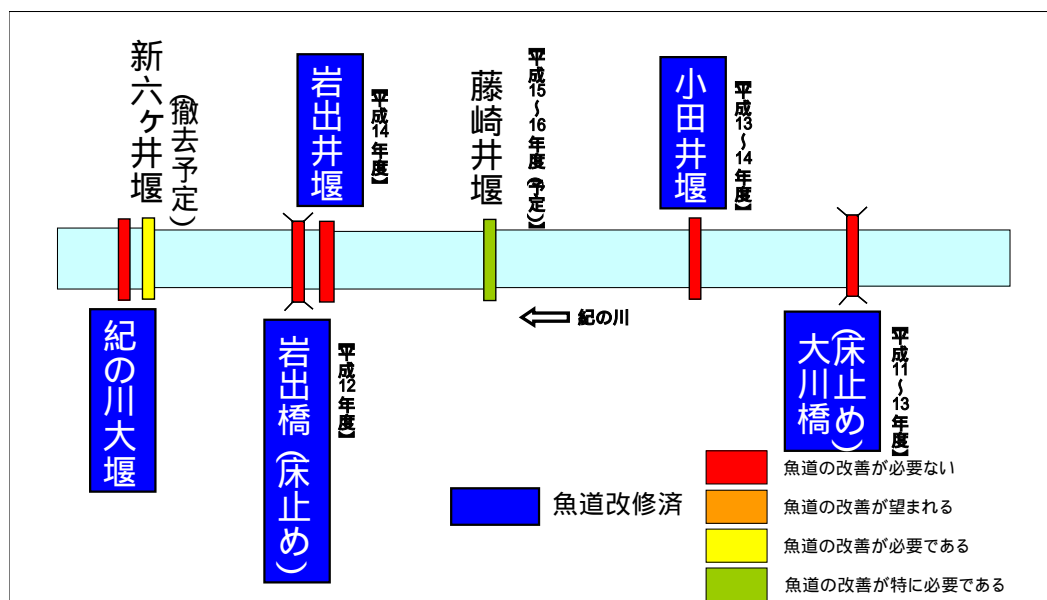 新六ヶ井堰
(撤去予定)
岩出井堰
【平成14年度】
藤崎井堰
【平成15～16年度(予定)】
小田井堰
【平成13～14年度】
紀の川
紀の川大堰
岩出橋(床止め)
【平成12年度】
大川橋
(床止め)
【平成11～13年度】
魚道改修済
魚道の改善が必要ない
魚道の改善が望まれる
魚道の改善が必要である
魚道の改善が特に必要である